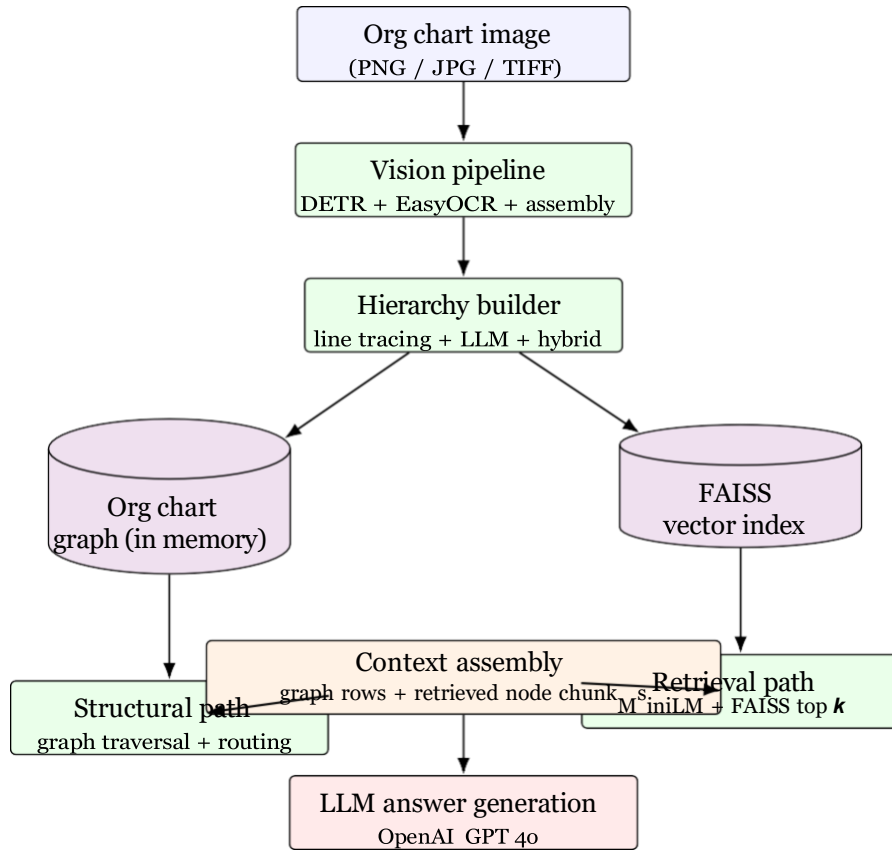 Org chart image
(PNG / JPG / TIFF)
Vision pipeline
DETR + EasyOCR + assembly
Hierarchy builder
line tracing + LLM + hybrid
Org chart
graph (in memory)
FAISS
vector index
Context assembly
graph rows + retrieved node chunks
Structural path
graph traversal + routing
Retrieval path
MiniLM + FAISS top k
LLM answer generation
OpenAI GPT 4o